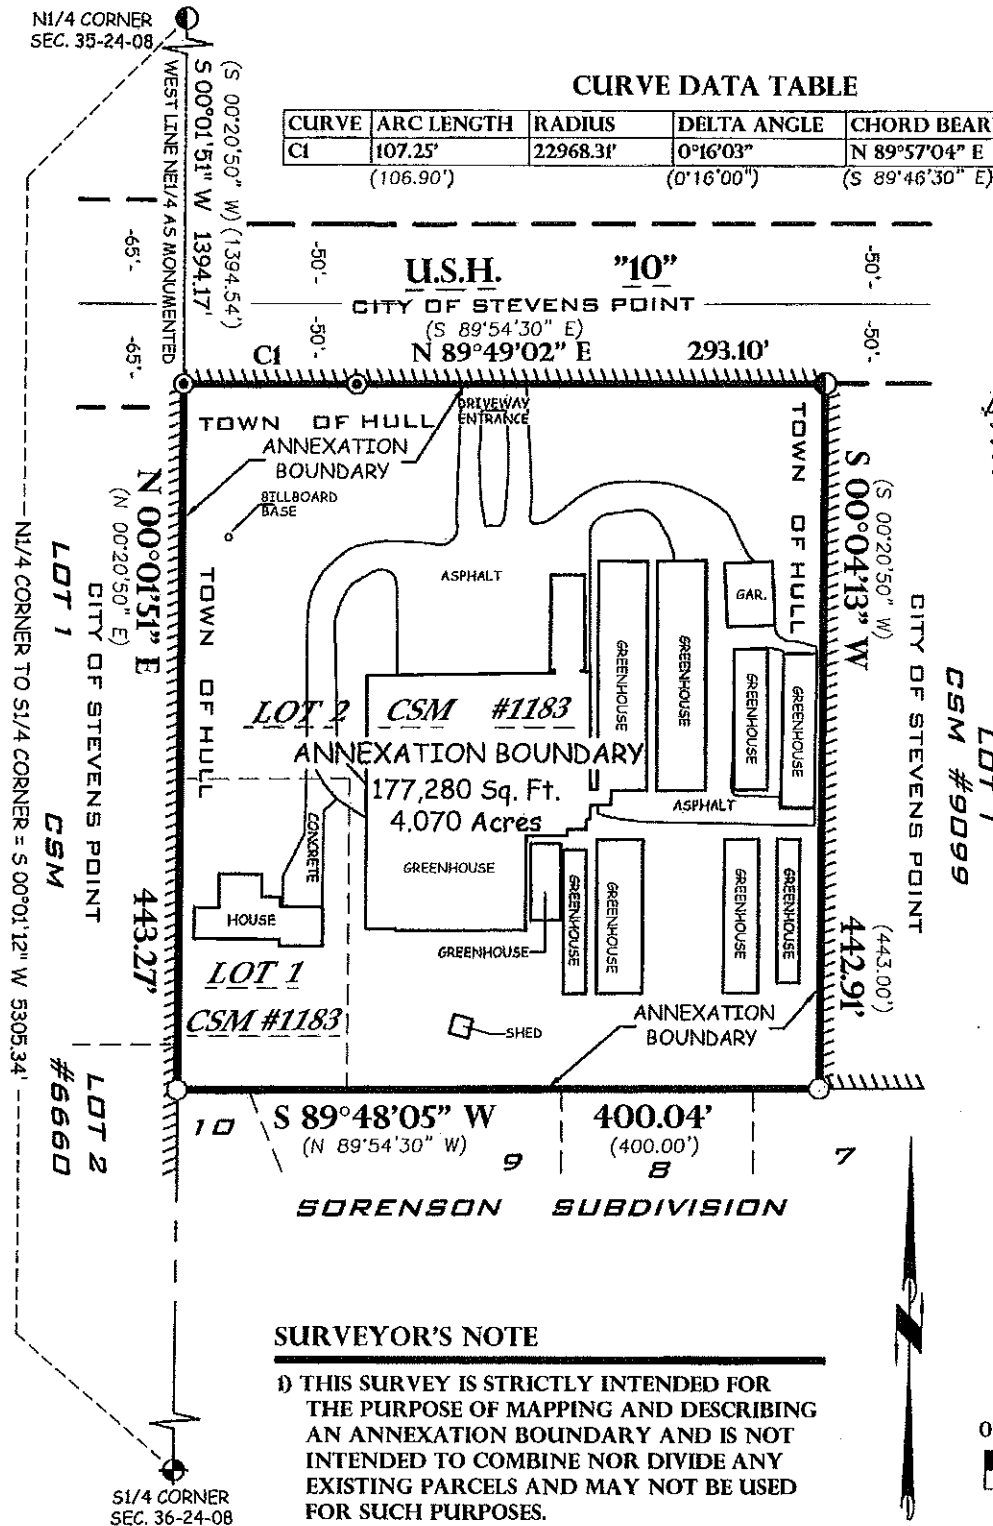 N1/4 CORNER
SEC. 35-24-08
(S 00°20'50" W) (1394.54')
S 00°01'51" W 1394.17'
WEST LINE NE1/4 AS MONUMENTED
CURVE DATA TABLE
CURVE ARC LENGTH RADIUS DELTA ANGLE CHORD BEAR
C1 107.25' 22968.31' 0°16'03" N 89°57'04" E
(106.90') (0°16'00") (S 89°46'30" E)
-65'-
-65'-
-50'-
-50'-
-50'-
-50'-
U.S.H. "10"
CITY OF STEVENS POINT
(S 89°54'30" E)
C1 N 89°49'02" E 293.10'
TOWN OF HULL
DRIVEWAY
ENTRANCE
ANNEXATION
BOUNDARY
BILLBOARD
BASE
ASPHALT
GAR.
TOWN OF HULL
TOWN OF HULL
N 00°01'51" E 443.27'
(N 00°20'50" E)
CITY OF STEVENS POINT
LOT 1 CSM
LOT 2
#6660
N1/4 CORNER TO S1/4 CORNER = S 00°01'12" W 5305.34'
S 00°04'13" W 442.91'
(S 00°20'50" W) (443.00')
CITY OF STEVENS POINT
CSM #9099
LOT 1
GREENHOUSE
GREENHOUSE
GREENHOUSE
GREENHOUSE
LOT 2 CSM #1183
ANNEXATION BOUNDARY
177,280 Sq. Ft.
4.070 Acres
ASPHALT
CONCRETE
GREENHOUSE
GREENHOUSE
GREENHOUSE
GREENHOUSE
GREENHOUSE
HOUSE
GREENHOUSE
LOT 1
CSM #1183
SHED
ANNEXATION
BOUNDARY
10
S 89°48'05" W 400.04'
(N 89°54'30" W) (400.00')
9
8
7
SORENSON SUBDIVISION
SURVEYOR'S NOTE
1) THIS SURVEY IS STRICTLY INTENDED FOR
THE PURPOSE OF MAPPING AND DESCRIBING
AN ANNEXATION BOUNDARY AND IS NOT
INTENDED TO COMBINE NOR DIVIDE ANY
EXISTING PARCELS AND MAY NOT BE USED
FOR SUCH PURPOSES.
S1/4 CORNER
SEC. 36-24-08
0